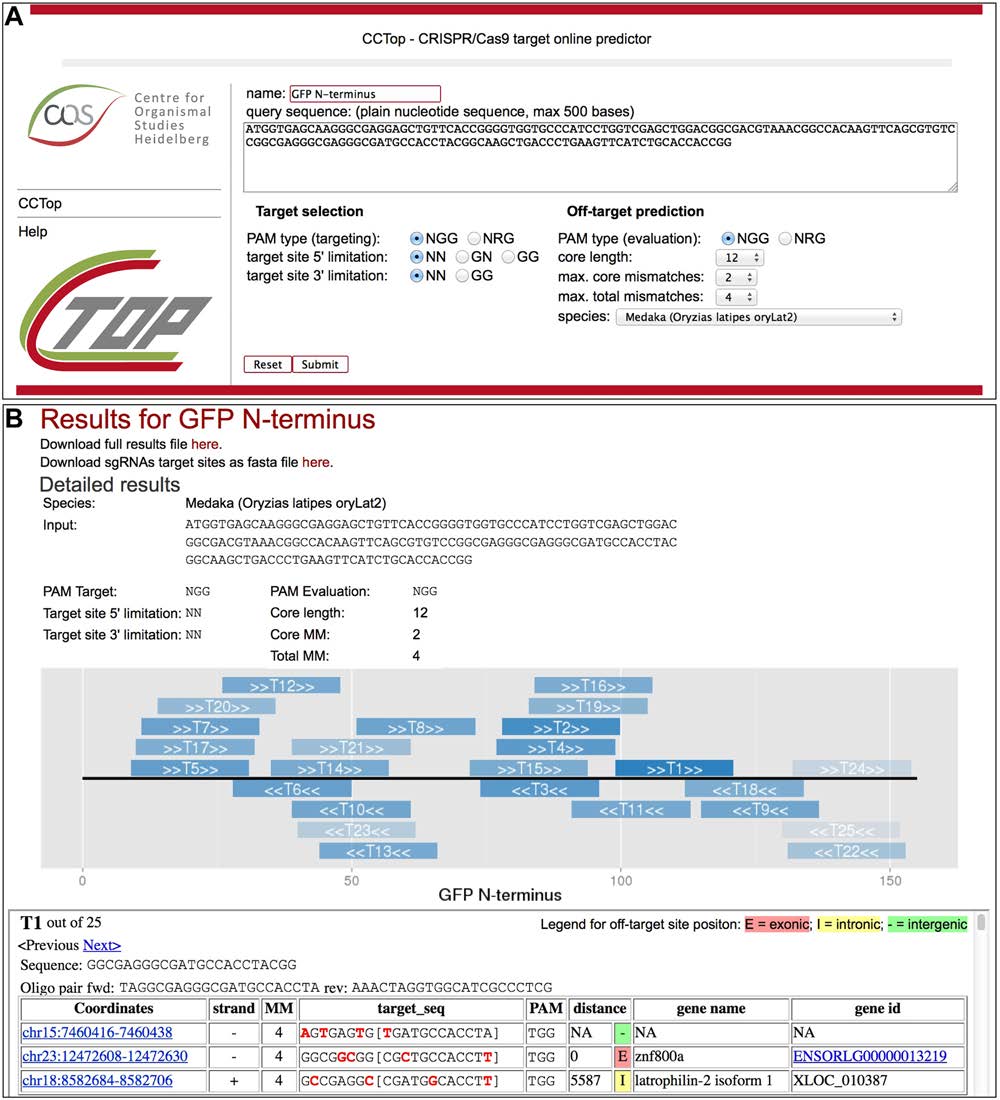 A
CCTop - CRISPR/Cas9 target online predictor
COS
Centre for
Organismal
Studies
Heidelberg
CCTop
Help
CTOP
name: GFP N-terminus
query sequence: (plain nucleotide sequence, max 500 bases)
ATGGTGAGCAAGGGCGAGGAGCTGTTCACCGGGGTGGTGCCCATCCTGGTCGAGCTGGACGGCGACGTAAACGGCCACAAGTTCAGCGTGTC
CGGCGAGGGCGAGGGCGATGCCACCTACGGCAAGCTGACCCTGAAGTTCATCTGCACCACCGG
Target selection
PAM type (targeting): NGG NRG
target site 5' limitation: NN GN GG
target site 3' limitation: NN GG
Off-target prediction
PAM type (evaluation): NGG NRG
core length: 12
max. core mismatches: 2
max. total mismatches: 4
species: Medaka (Oryzias latipes oryLat2)
Reset Submit
B
Results for GFP N-terminus
Download full results file here.
Download sgRNAs target sites as fasta file here.
Detailed results
Species: Medaka (Oryzias latipes oryLat2)
Input: ATGGTGAGCAAGGGCGAGGAGCTGTTCACCGGGGTGGTGCCCATCCTGGTCGAGCTGGAC
GGCGACGTAAACGGCCACAAGTTCAGCGTGTCCGGCGAGGGCGAGGGCGATGCCACCTAC
GGCAAGCTGACCCTGAAGTTCATCTGCACCACCGG
PAM Target: NGG PAM Evaluation: NGG
Target site 5' limitation: NN Core length: 12
Target site 3' limitation: NN Core MM: 2
Total MM: 4
>>T12>> >>T16>>
>>T20>> >>T19>>
>>T7>> >>T8>> >>T2>>
>>T17>> >>T21>> >>T4>>
>>T5>> >>T14>> >>T15>> >>T1>> >>T24>>
<<T6<< <<T3<< <<T18<<
<<T10<< <<T11<< <<T9<<
<<T23<< <<T25<<
<<T13<< <<T22<<
0 50 100 150
GFP N-terminus
T1 out of 25
Legend for off-target site positon: E = exonic; I = intronic; - = intergenic
<Previous Next>
Sequence: GGCGAGGGCGATGCCACCTACGG
Oligo pair fwd: TAGGCGAGGGCGATGCCACCTA rev: AAACTAGGTGGCATCGCCCTCG
Coordinates strand MM target_seq PAM distance gene name gene id
chr15:7460416-7460438 - 4 AGTGAGTG[TGATGCCACCTA] TGG NA - NA NA
chr23:12472608-12472630 - 4 GGCGGCGG[CGCTGCCACCTT] TGG 0 E znf800a ENSORLG00000013219
chr18:8582684-8582706 + 4 GCCGAGGC[CGATGGCACCTT] TGG 5587 I latrophilin-2 isoform 1 XLOC_010387